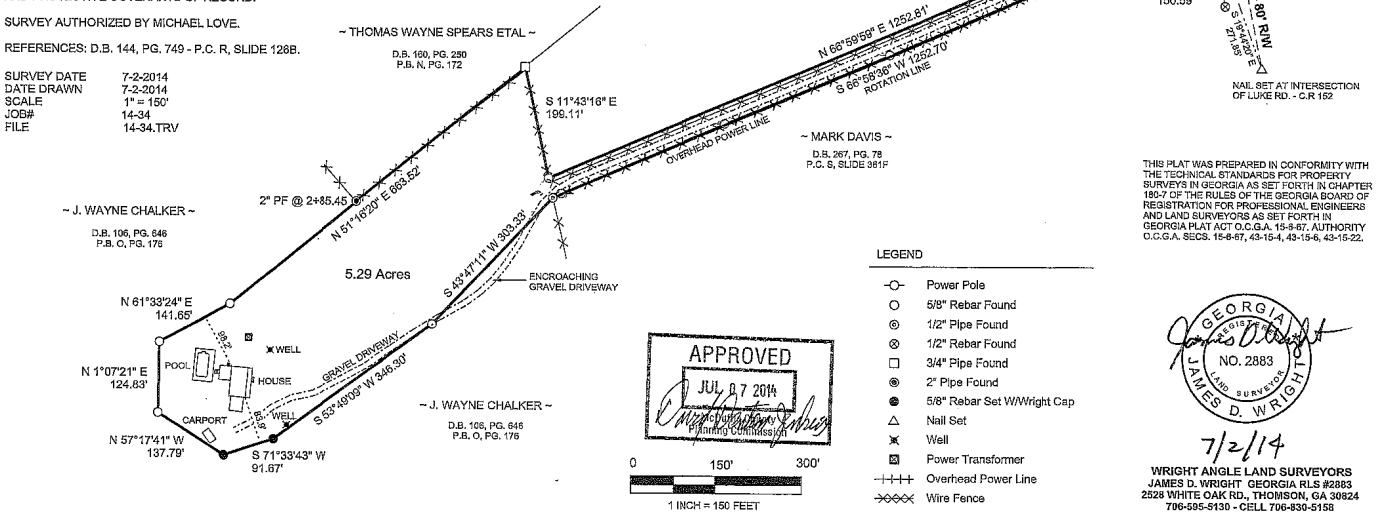 SURVEY AUTHORIZED BY MICHAEL LOVE.
REFERENCES: D.B. 144, PG. 749 - P.C. R, SLIDE 126B.
SURVEY DATE 7-2-2014
DATE DRAWN 7-2-2014
SCALE 1" = 150'
JOB# 14-34
FILE 14-34.TRV
~ THOMAS WAYNE SPEARS ETAL ~
D.B. 160, PG. 250
P.B. N, PG. 172
S 11°43'16" E
199.11'
N 66°59'59" E 1252.81'
S 66°58'36" W 1252.70'
ROTATION LINE
OVERHEAD POWER LINE
~ MARK DAVIS ~
D.B. 267, PG. 78
P.C. S, SLIDE 381F
150.59
80' R/W
S 19°44'20" E
271.85'
NAIL SET AT INTERSECTION
OF LUKE RD. - C.R 152
THIS PLAT WAS PREPARED IN CONFORMITY WITH
THE TECHNICAL STANDARDS FOR PROPERTY
SURVEYS IN GEORGIA AS SET FORTH IN CHAPTER
180-7 OF THE RULES OF THE GEORGIA BOARD OF
REGISTRATION FOR PROFESSIONAL ENGINEERS
AND LAND SURVEYORS AS SET FORTH IN
GEORGIA PLAT ACT O.C.G.A. 15-6-67. AUTHORITY
O.C.G.A. SECS. 15-6-67, 43-15-4, 43-15-6, 43-15-22.
2" PF @ 2+85.45
N 51°16'20" E 663.52'
~ J. WAYNE CHALKER ~
D.B. 106, PG. 646
P.B. O, PG. 176
5.29 Acres
S 43°47'11" W 303.33'
ENCROACHING
GRAVEL DRIVEWAY
N 61°33'24" E
141.65'
98.2'
WELL
POOL
HOUSE
N 1°07'21" E
124.83'
GRAVEL DRIVEWAY
S 53°49'09" W 346.30'
CARPORT
WELL
85.9'
N 57°17'41" W
137.79'
S 71°33'43" W
91.67'
~ J. WAYNE CHALKER ~
D.B. 106, PG. 646
P.B. O, PG. 176
APPROVED
JUL 07 2014
Planning Commission
0 150' 300'
1 INCH = 150 FEET
LEGEND
Power Pole
5/8" Rebar Found
1/2" Pipe Found
1/2" Rebar Found
3/4" Pipe Found
2" Pipe Found
5/8" Rebar Set W/Wright Cap
Nail Set
Well
Power Transformer
Overhead Power Line
Wire Fence
GEORGIA
REGISTERED
NO. 2883
LAND SURVEYOR
JAMES D. WRIGHT
7/2/14
WRIGHT ANGLE LAND SURVEYORS
JAMES D. WRIGHT GEORGIA RLS #2883
2528 WHITE OAK RD., THOMSON, GA 30824
706-595-5130 - CELL 706-830-5158